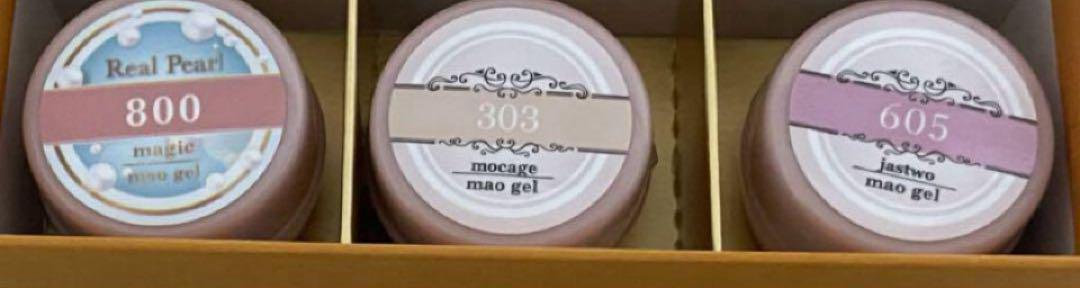 Real Pearl
800
magic
mao gel
303
mocage
mao gel
605
jastwo
mao gel